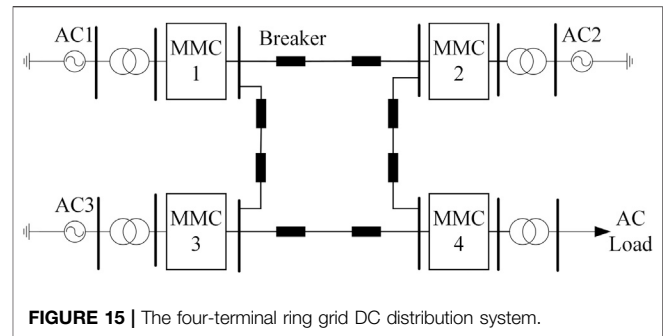 AC1
MMC
1
Breaker
MMC
2
AC2
AC3
MMC
3
MMC
4
AC
Load
FIGURE 15 | The four-terminal ring grid DC distribution system.